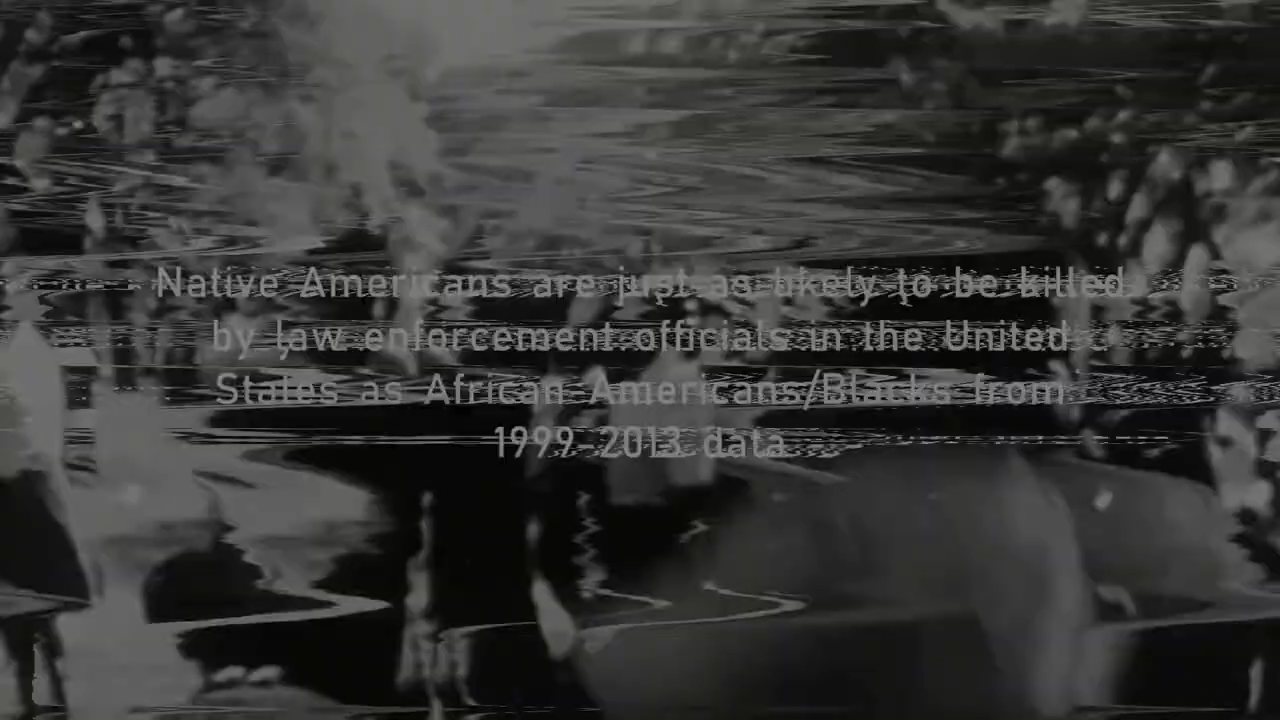 Native Americans are just as likely to be killed
by law enforcement officials in the United
States as African Americans/Blacks from
1999-2013 data